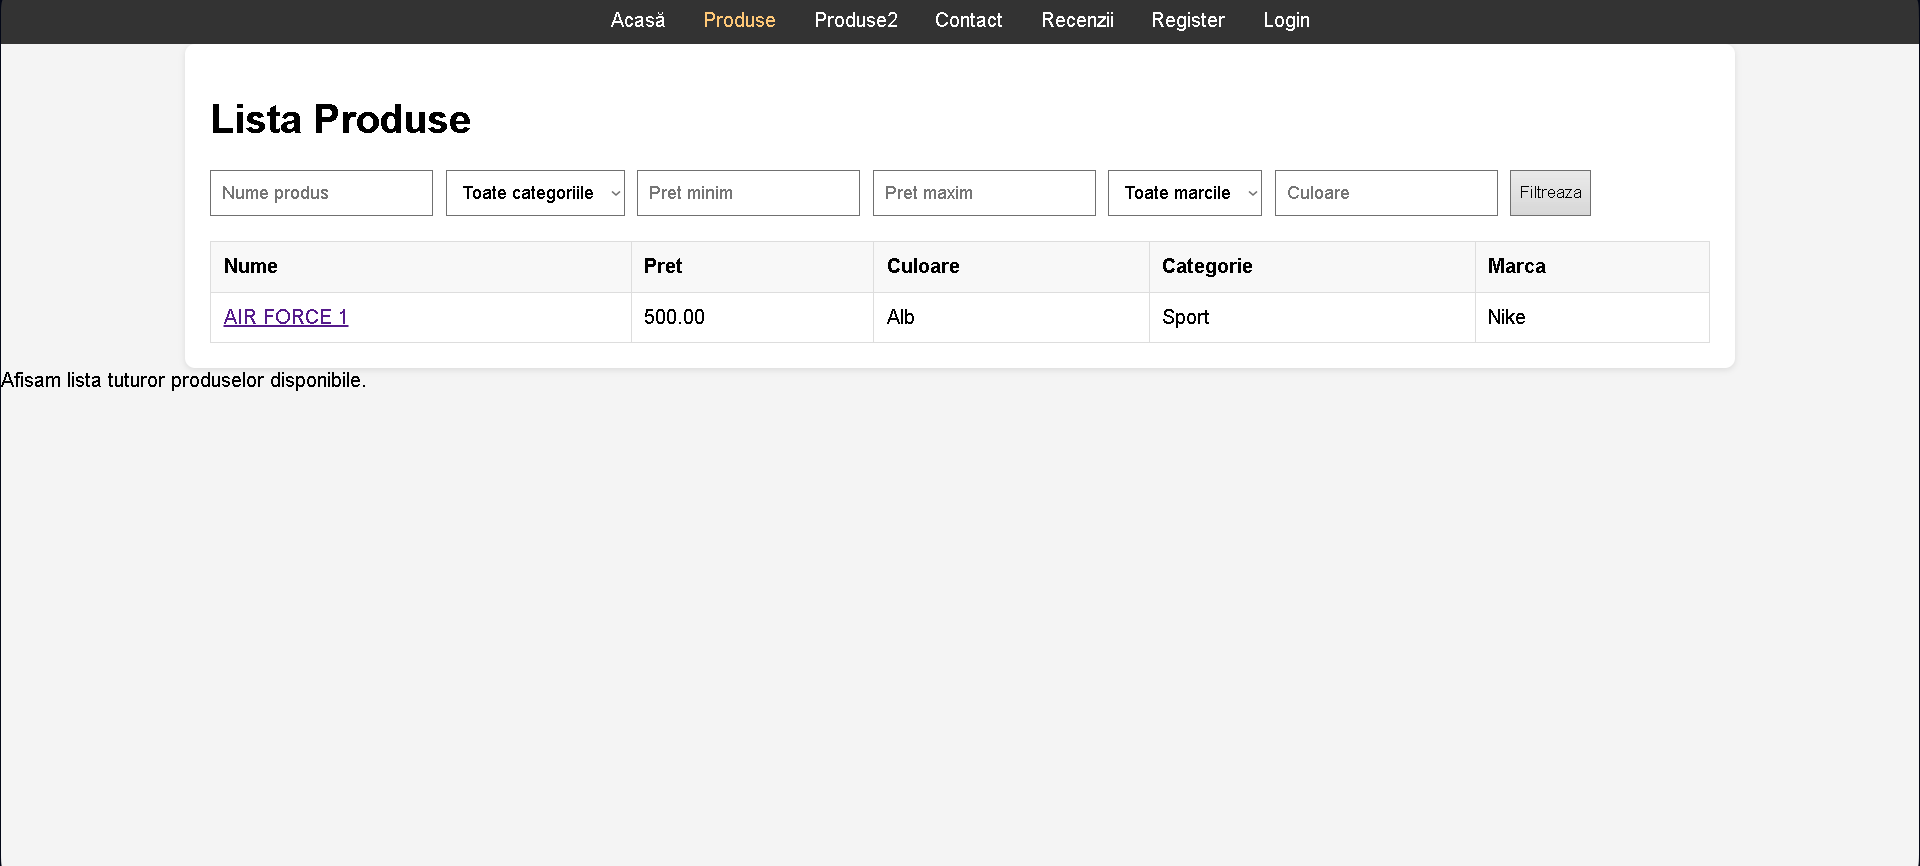 Acasă Produse Produse2 Contact Recenzii Register Login
Lista Produse
Nume produs Toate categoriile Pret minim Pret maxim Toate marcile Culoare Filtreaza
Nume Pret Culoare Categorie Marca
AIR FORCE 1 500.00 Alb Sport Nike
Afisam lista tuturor produselor disponibile.